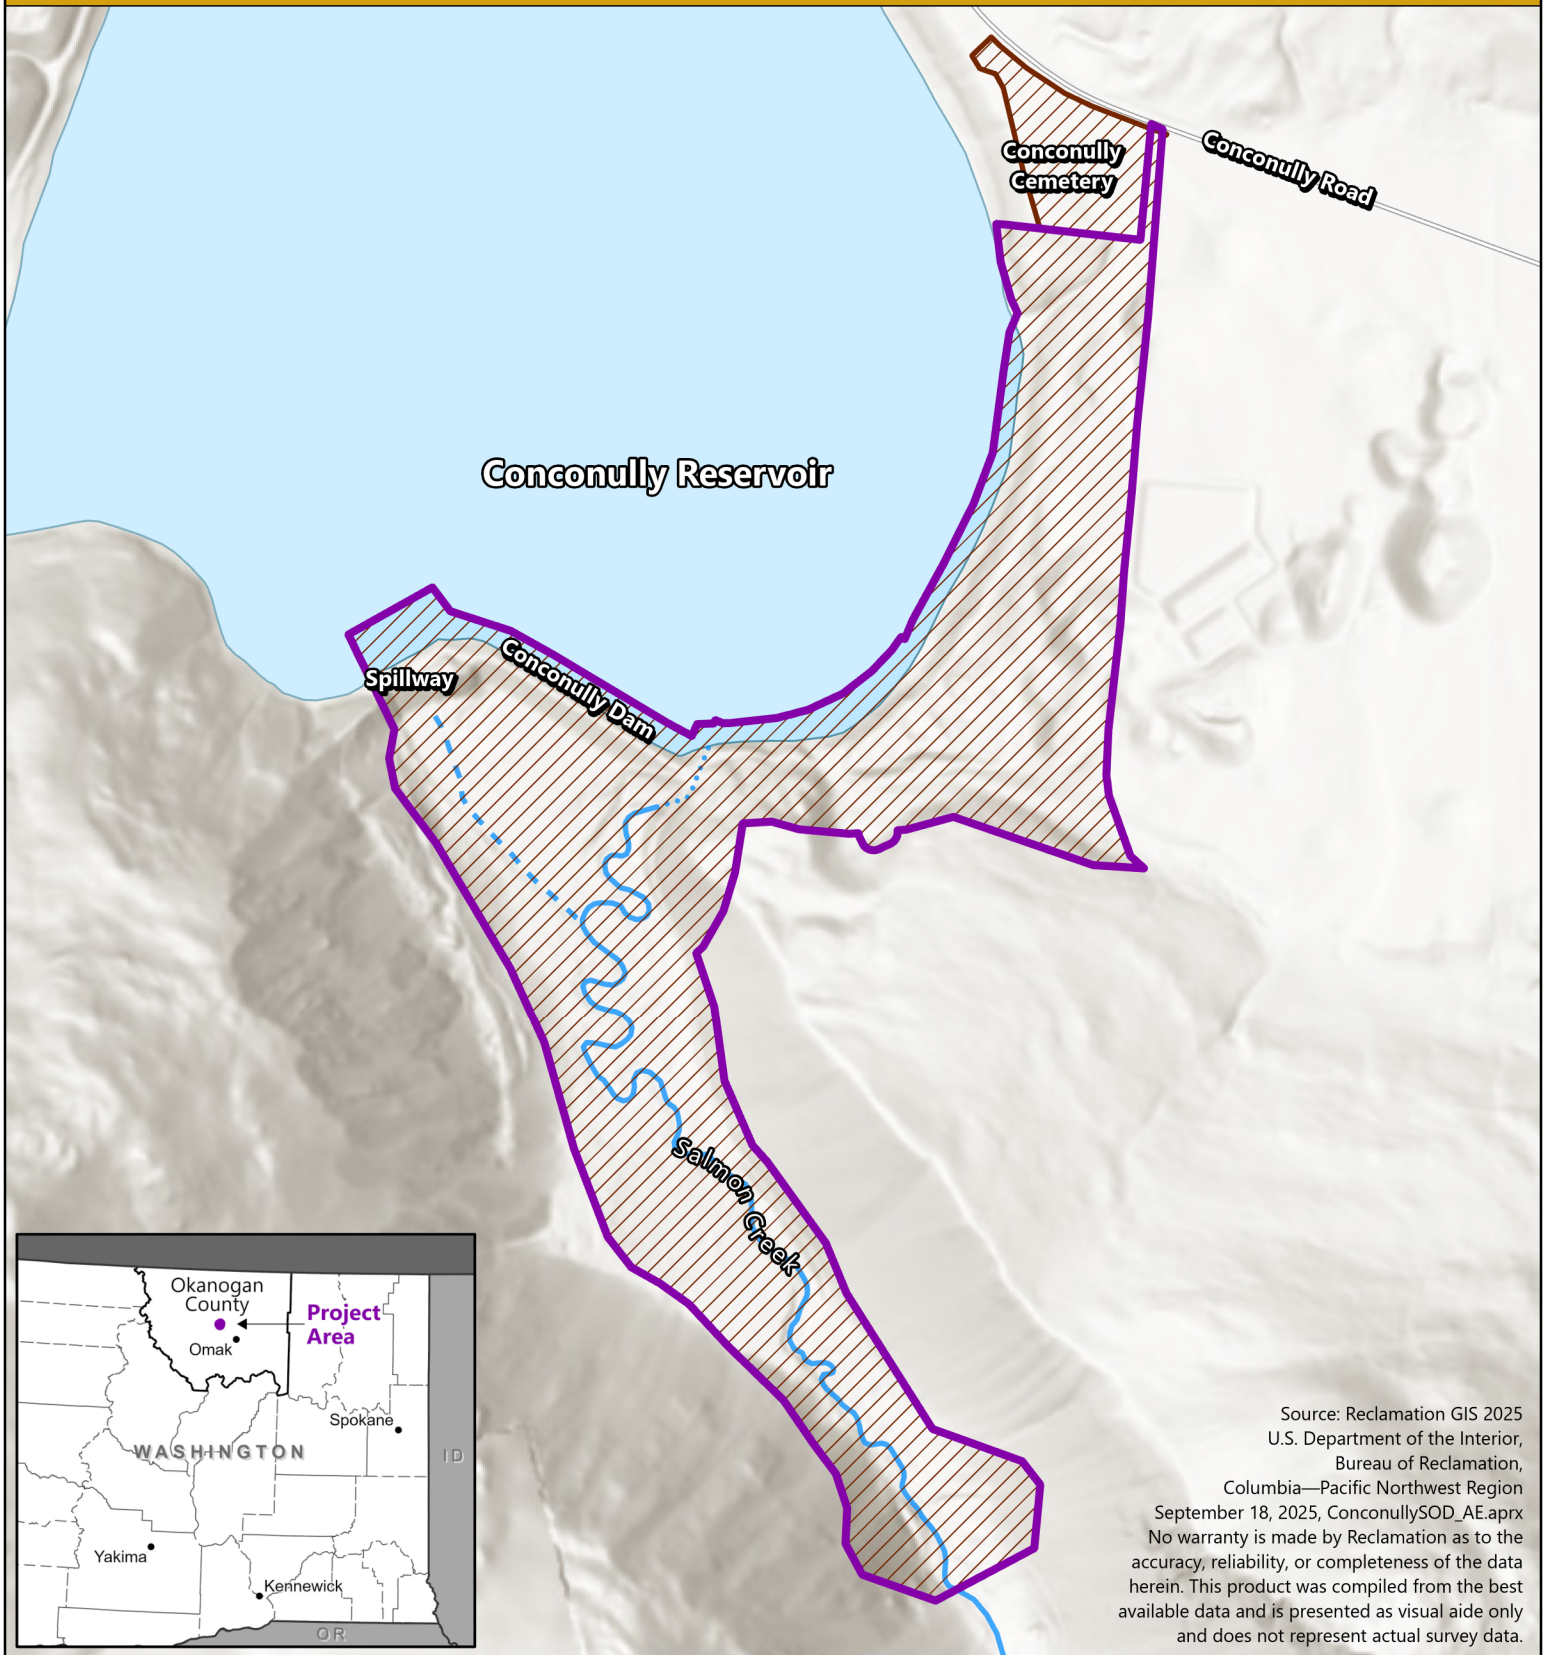 Conconully
Cemetery
Conconully Road
Conconully Reservoir
Spillway
Conconully Dam
Salmon Creek
Okanogan
County
Project
Area
Omak
Spokane
WASHINGTON
ID
Yakima
Kennewick
OR
Source: Reclamation GIS 2025
U.S. Department of the Interior,
Bureau of Reclamation,
Columbia—Pacific Northwest Region
September 18, 2025, ConconullySOD_AE.aprx
No warranty is made by Reclamation as to the
accuracy, reliability, or completeness of the data
herein. This product was compiled from the best
available data and is presented as visual aide only
and does not represent actual survey data.